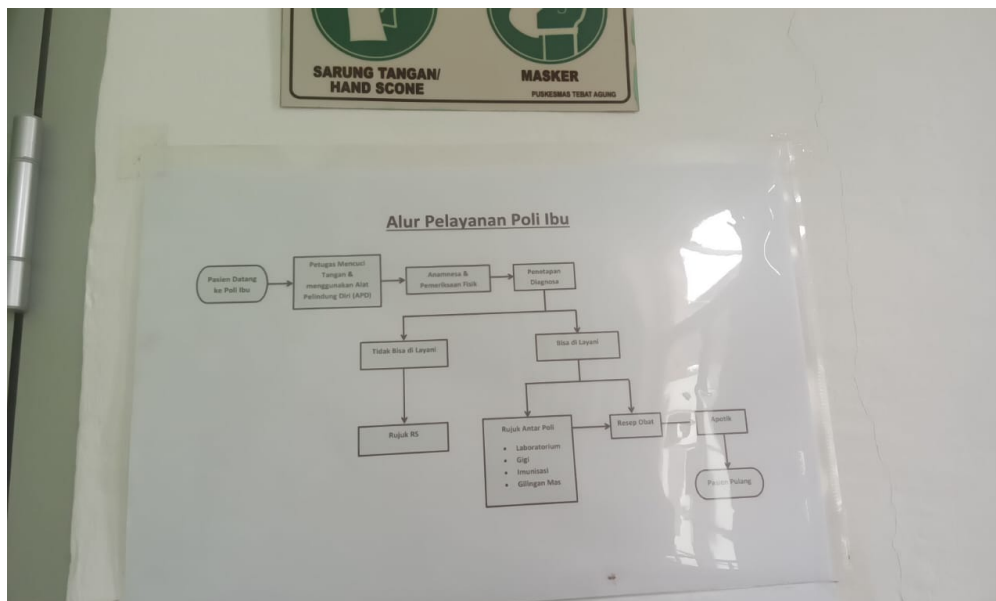 SARUNG TANGAN/
HAND SCONE
MASKER
PUSKESMAS TEBAT AGUNG
Alur Pelayanan Poli Ibu
Pasien Datang
ke Poli Ibu
Petugas Mencuci
Tangan &
menggunakan Alat
Pelindung Diri (APD)
Anamnesa &
Pemeriksaan Fisik
Penetapan
Diagnosa
Tidak Bisa di Layani
Bisa di Layani
Rujuk RS
Rujuk Antar Poli
• Laboratorium
• Gigi
• Imunisasi
• Gilingan Mas
Resep Obat
Apotik
Pasien Pulang